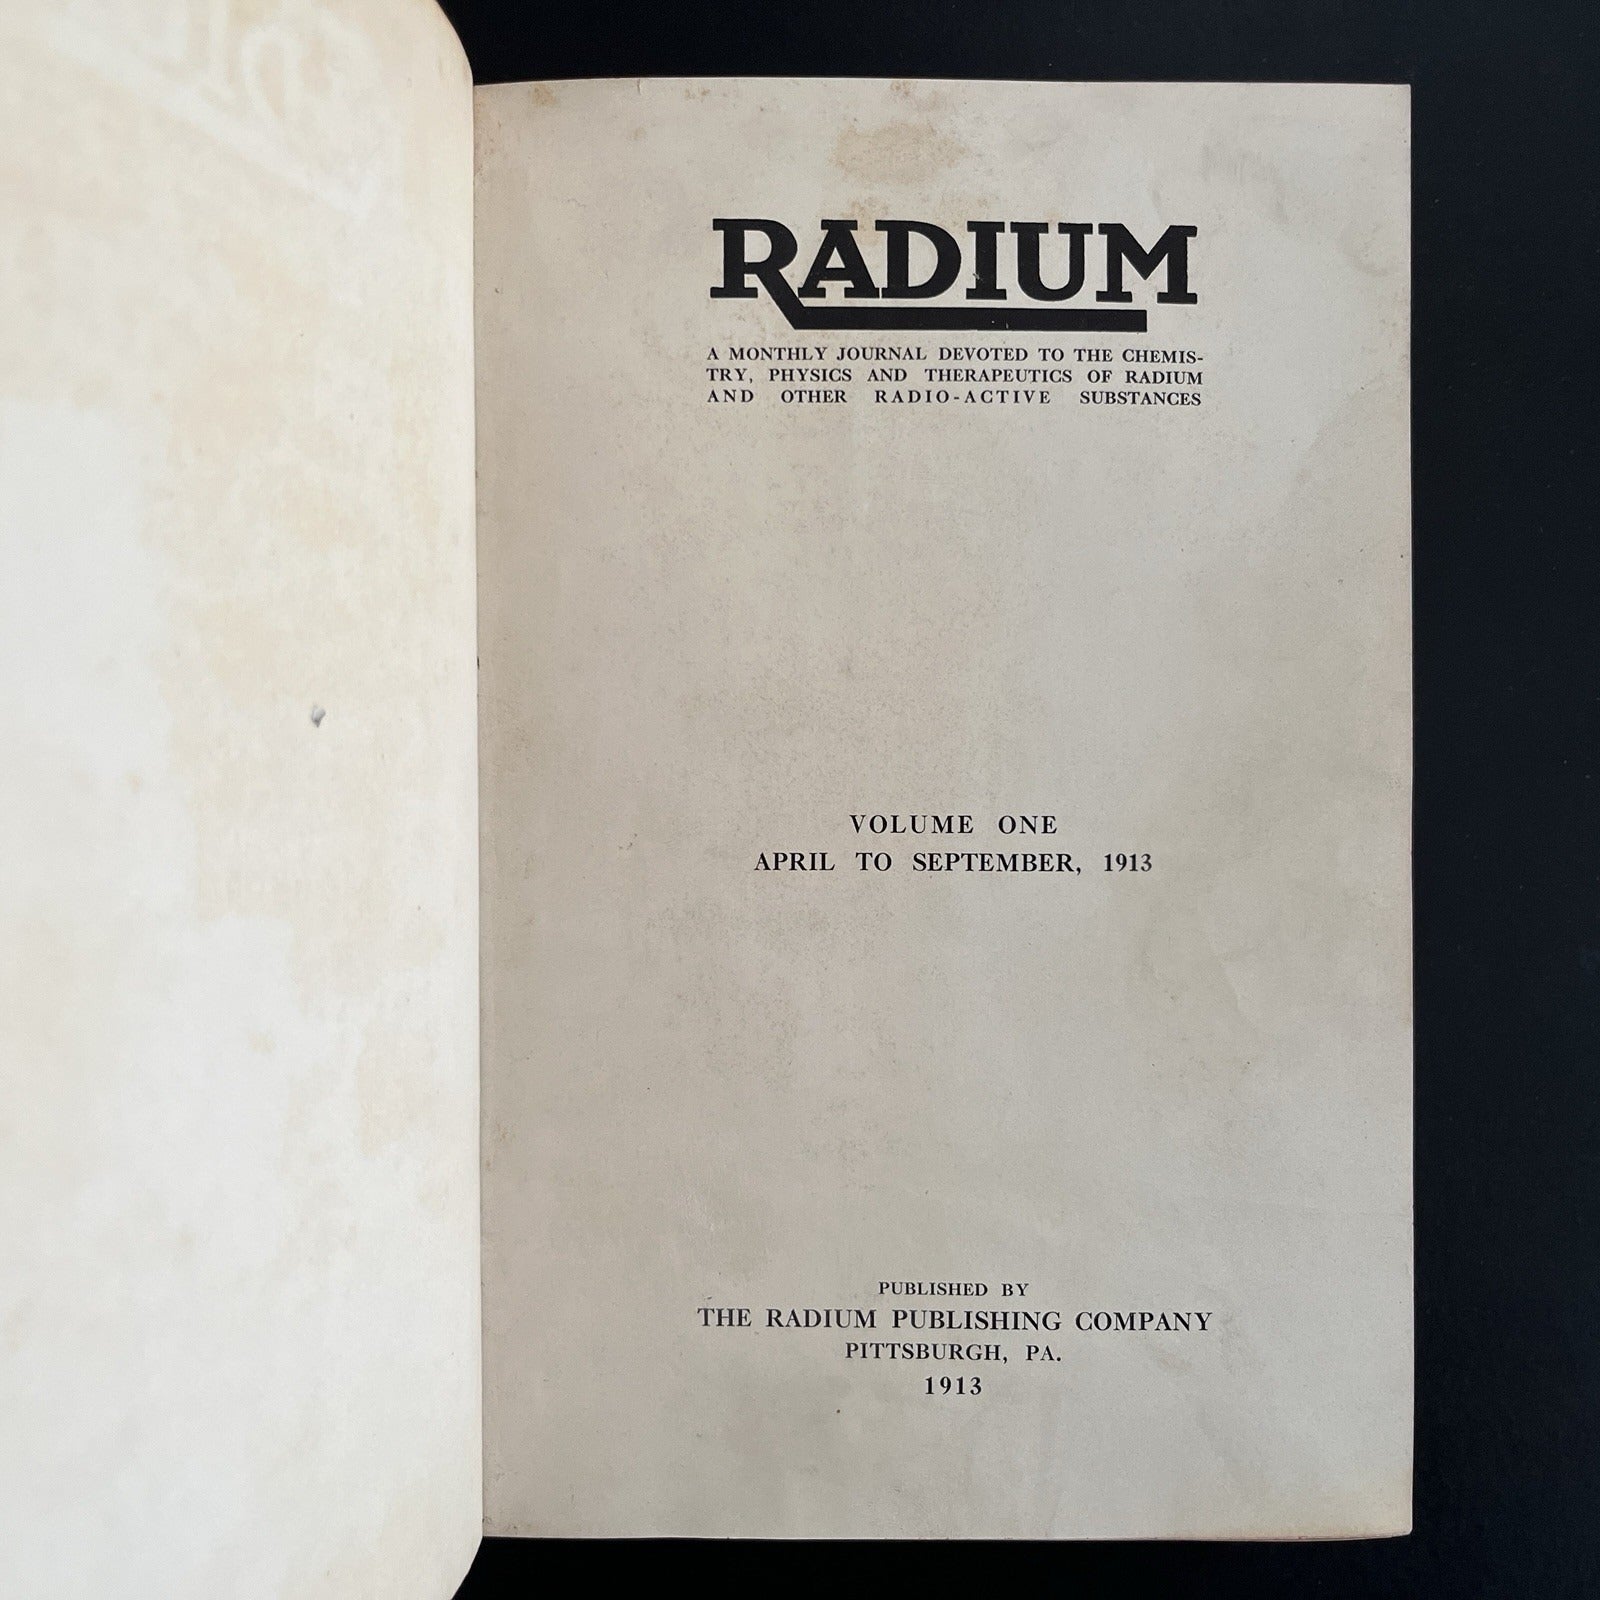 RADIUM
A MONTHLY JOURNAL DEVOTED TO THE CHEMIS-
TRY, PHYSICS AND THERAPEUTICS OF RADIUM
AND OTHER RADIO-ACTIVE SUBSTANCES
VOLUME ONE
APRIL TO SEPTEMBER, 1913
PUBLISHED BY
THE RADIUM PUBLISHING COMPANY
PITTSBURGH, PA.
1913